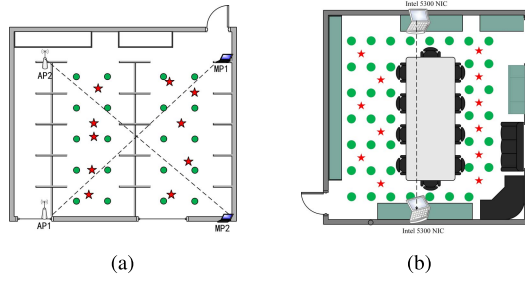 Intel 5300 NIC
AP2
MP1
AP1
MP2
Intel 5300 NIC
(a)
(b)